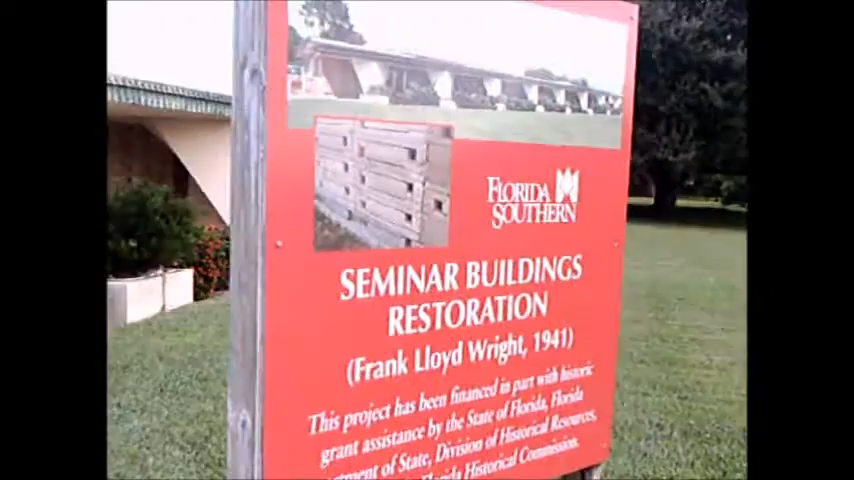 FLORIDA
SOUTHERN
SEMINAR BUILDINGS
RESTORATION
(Frank Lloyd Wright, 1941)
This project has been financed in part with historic
grant assistance by the State of Florida, Florida
of State, Division of Historical Resources,
Florida Historical Commission.